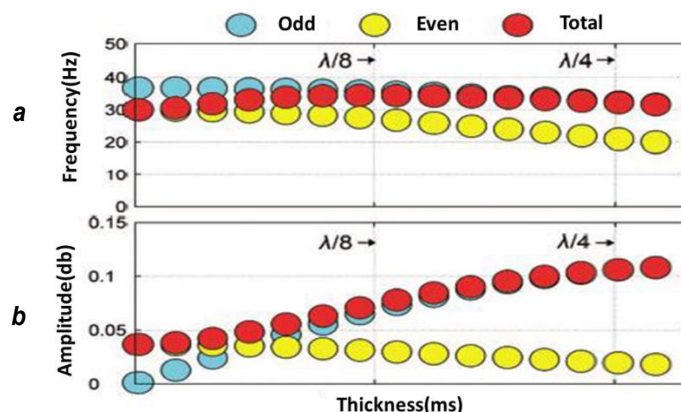 Odd Even Total
a
Frequency(Hz)
50
40
30
20
10
0
λ/8→
λ/4→
b
Amplitude(db)
0.15
0.1
0.05
0
λ/8→
λ/4→
Thickness(ms)